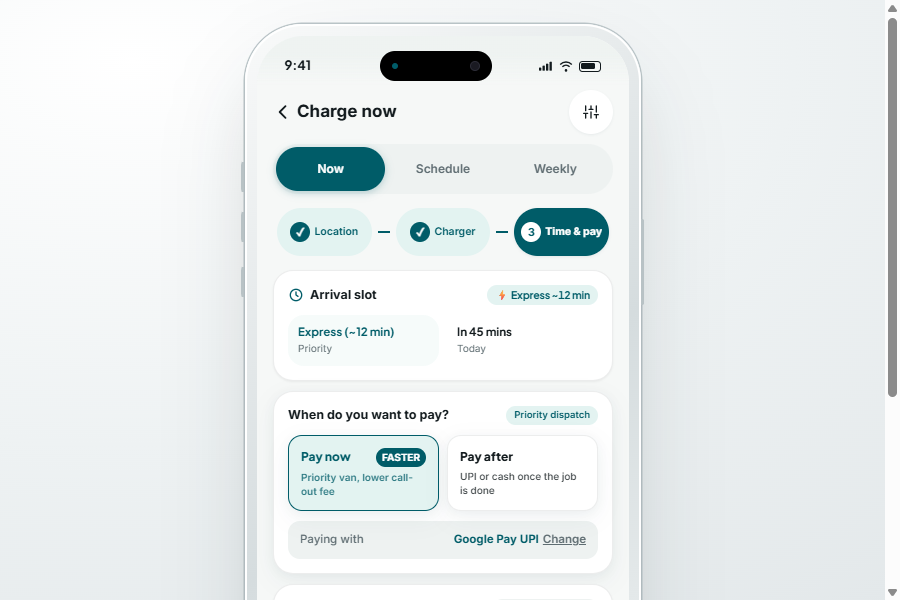 9:41
Charge now
Now
Schedule
Weekly
Location
Charger
3 Time & pay
Arrival slot
Express ~12 min
Express (~12 min)
Priority
In 45 mins
Today
When do you want to pay?
Priority dispatch
Pay now
FASTER
Priority van, lower call-
out fee
Pay after
UPI or cash once the job
is done
Paying with
Google Pay UPI Change